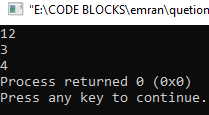 "E:\CODE BLOCKS\emran\quetion
12
3
4
Process returned 0 (0x0)
Press any key to continue.